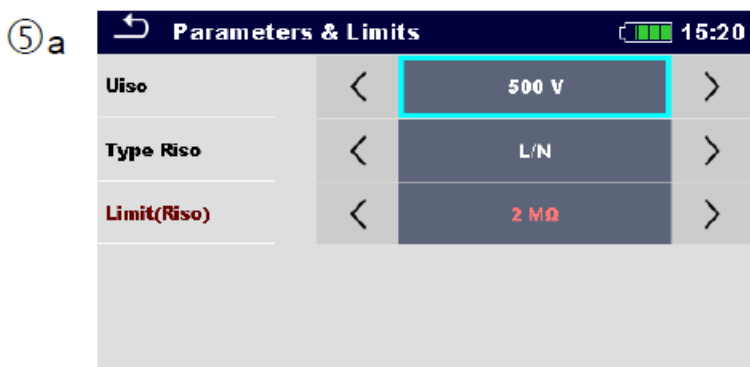 ⑤a
Parameters & Limits 15:20
Uiso < 500 V >
Type Riso < L/N >
Limit(Riso) < 2 MΩ >